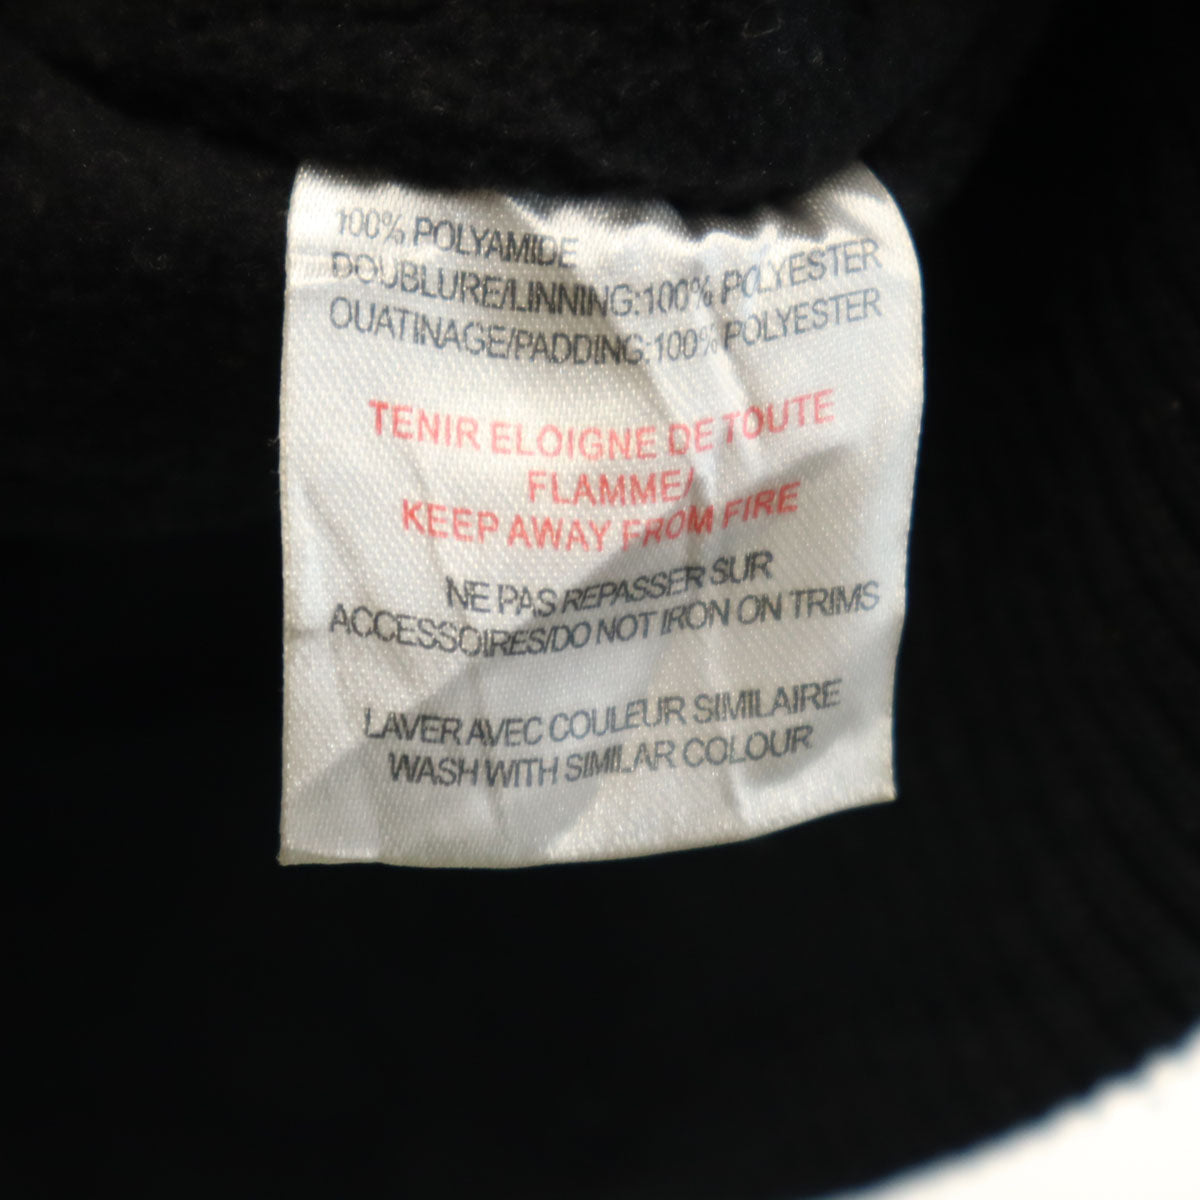 100% POLYAMIDE
DOUBLURE/LINNING:100% POLYESTER
OUATINAGE/PADDING:100% POLYESTER
TENIR ELOIGNE DE TOUTE
FLAMME/
KEEP AWAY FROM FIRE
NE PAS REPASSER SUR
ACCESSOIRES/DO NOT IRON ON TRIMS
LAVER AVEC COULEUR SIMILAIRE
WASH WITH SIMILAR COLOUR